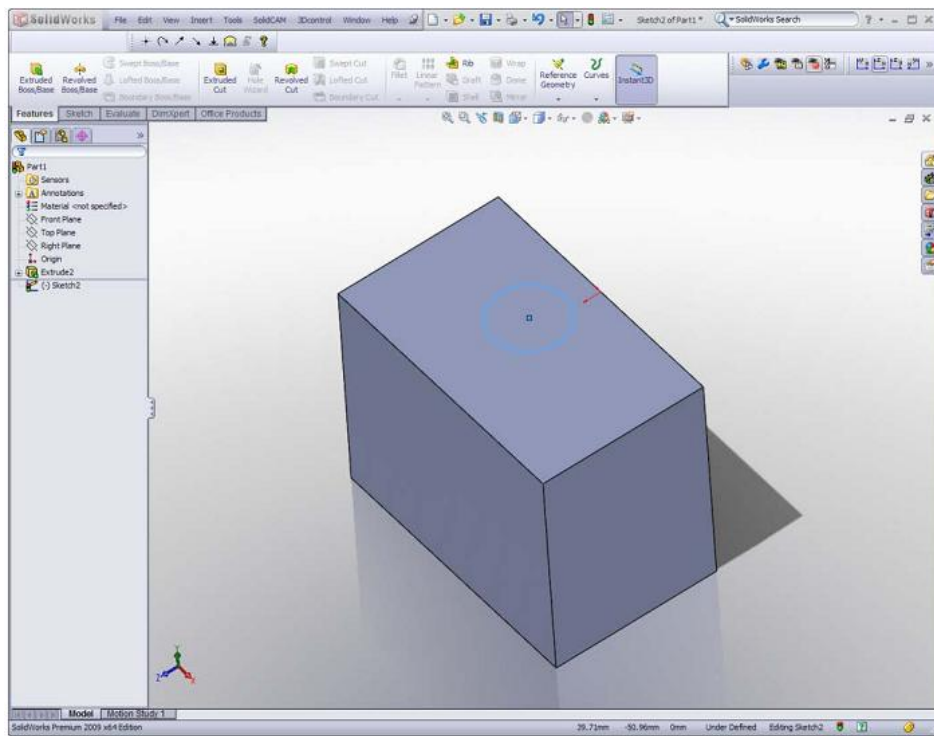 SolidWorks File Edit View Insert Tools SolidCAM 3Dcontrol Window Help Sketch2 of Part1 * SolidWorks Search
Extruded Boss/Base
Revolved Boss/Base
Swept Boss/Base
Lofted Boss/Base
Boundary Boss/Base
Extruded Cut
Hole Wizard
Revolved Cut
Swept Cut
Lofted Cut
Boundary Cut
Fillet
Linear Pattern
Rib
Draft
Shell
Wrap
Dome
Mirror
Reference Geometry
Curves
Instant3D
Features Sketch Evaluate DimXpert Office Products
Part1
Sensors
Annotations
Material <not specified>
Front Plane
Top Plane
Right Plane
Origin
Extrude2
(-) Sketch2
Y
Z
X
Model Motion Study 1
SolidWorks Premium 2009 x64 Edition 39.71mm -50.96mm 0mm Under Defined Editing Sketch2